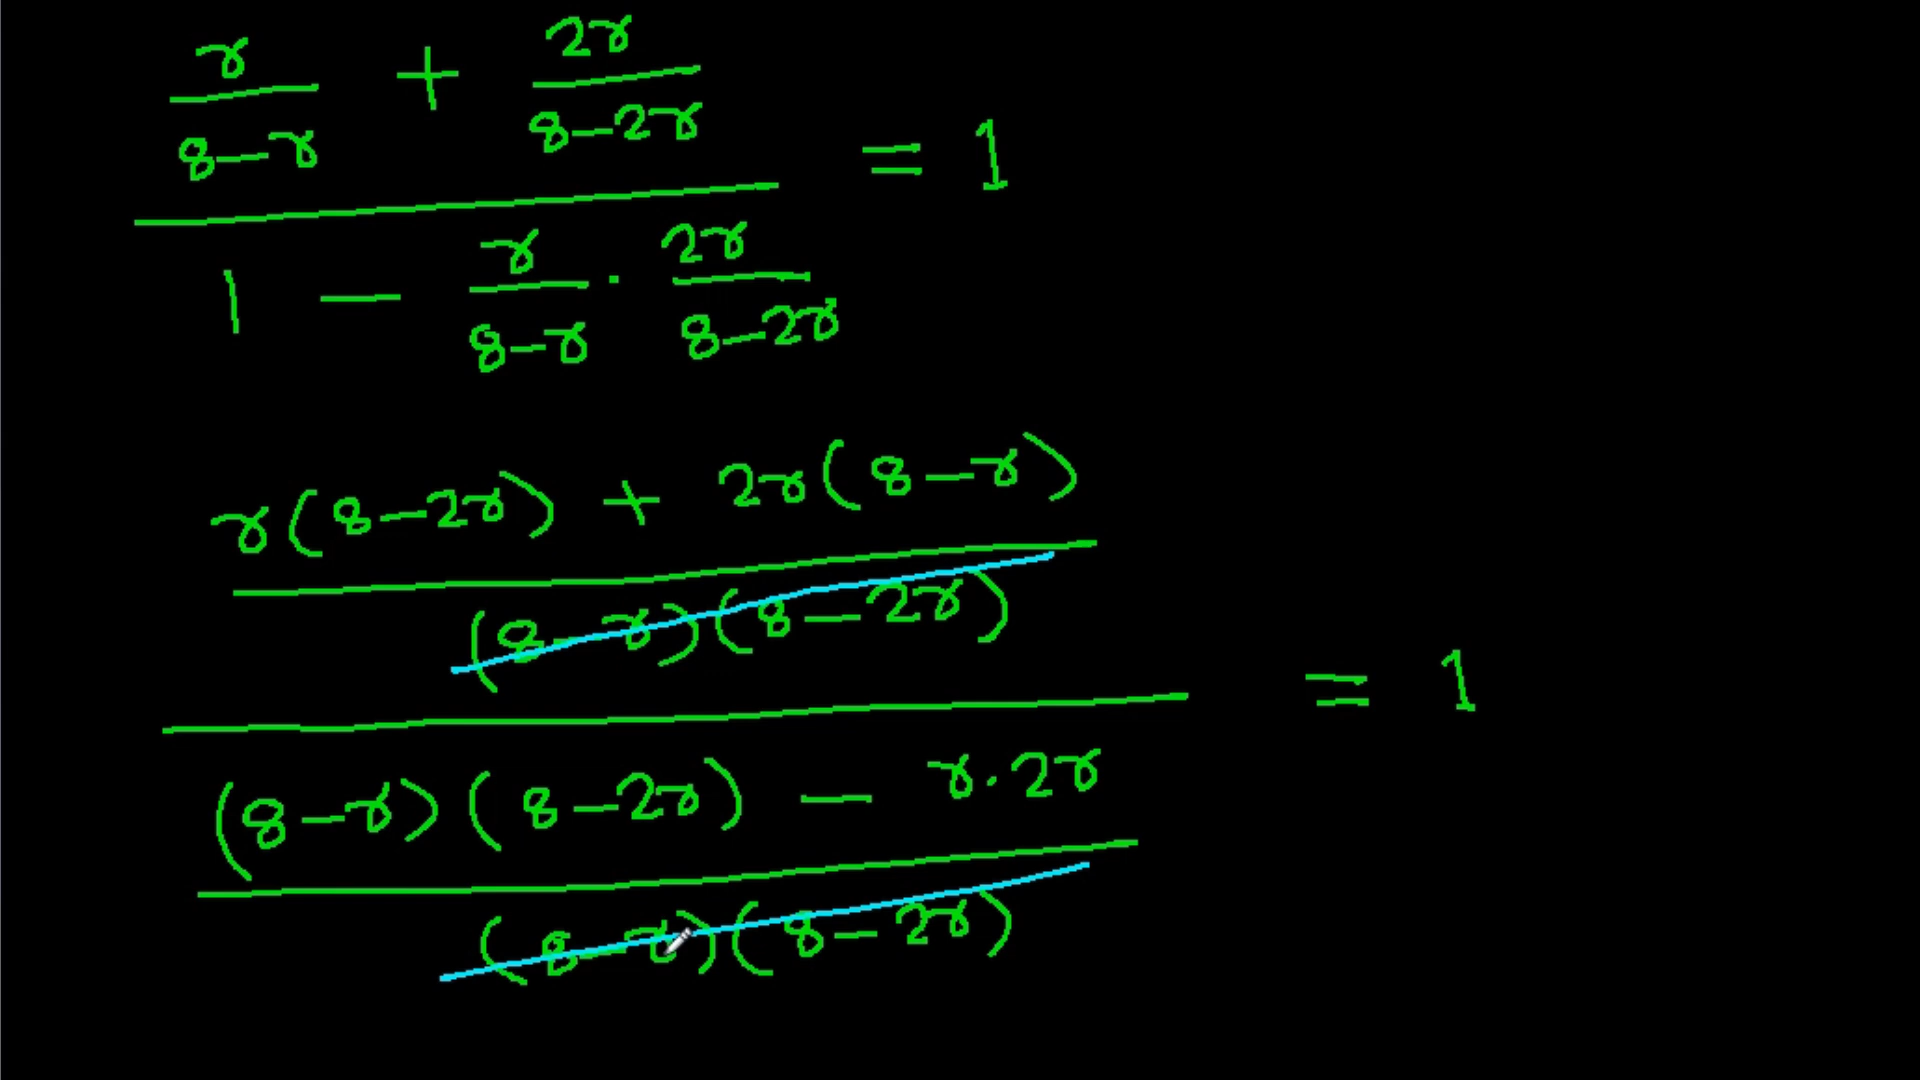 r/(8-r) + 2r/(8-2r)
= 1
1 - r/(8-r) · 2r/(8-2r)
r(8-2r) + 2r(8-r)
(8-r)(8-2r)
= 1
(8-r)(8-2r) - r·2r
(8-r)(8-2r)